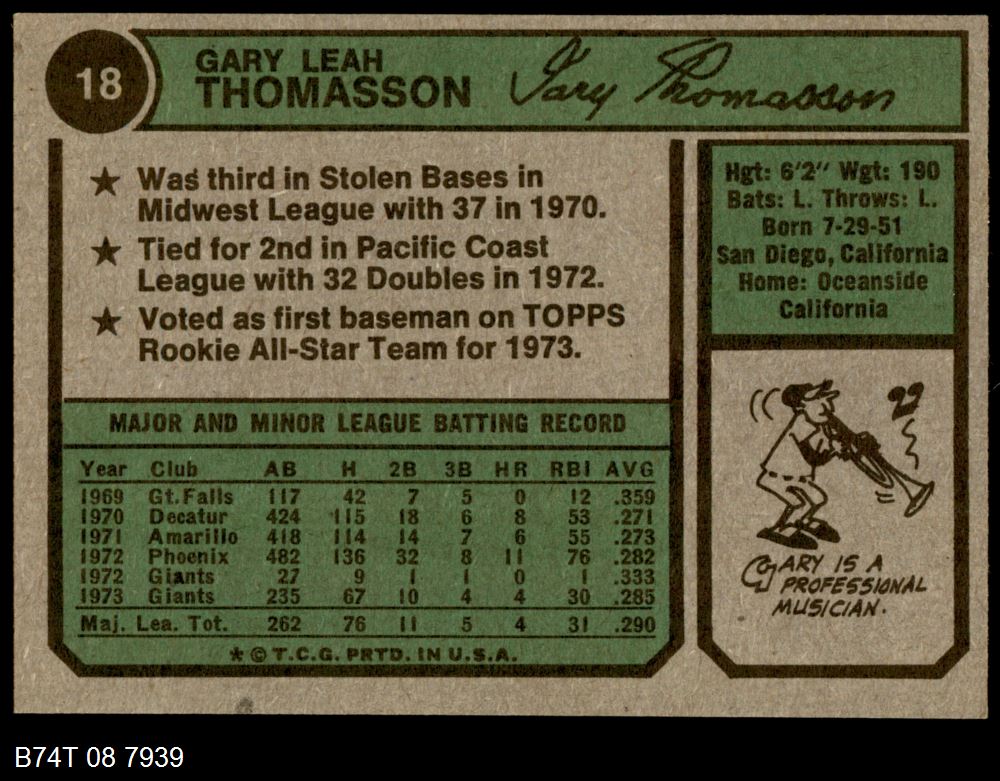 18
GARY LEAH
THOMASSON
Gary Thomasson
★ Was third in Stolen Bases in
Midwest League with 37 in 1970.
★ Tied for 2nd in Pacific Coast
League with 32 Doubles in 1972.
★ Voted as first baseman on TOPPS
Rookie All-Star Team for 1973.
Hgt: 6'2" Wgt: 190
Bats: L. Throws: L.
Born 7-29-51
San Diego, California
Home: Oceanside
California
MAJOR AND MINOR LEAGUE BATTING RECORD
Year Club AB H 2B 3B HR RBI AVG
1969 Gt. Falls 117 42 7 5 0 12 .359
1970 Decatur 424 115 18 6 8 53 .271
1971 Amarillo 418 114 14 7 6 55 .273
1972 Phoenix 482 136 32 8 11 76 .282
1972 Giants 27 9 1 1 0 1 .333
1973 Giants 235 67 10 4 4 30 .285
Maj. Lea. Tot. 262 76 11 5 4 31 .290
* © T.C.G. PRTD. IN U.S.A.
GARY IS A
PROFESSIONAL
MUSICIAN.
B74T 08 7939